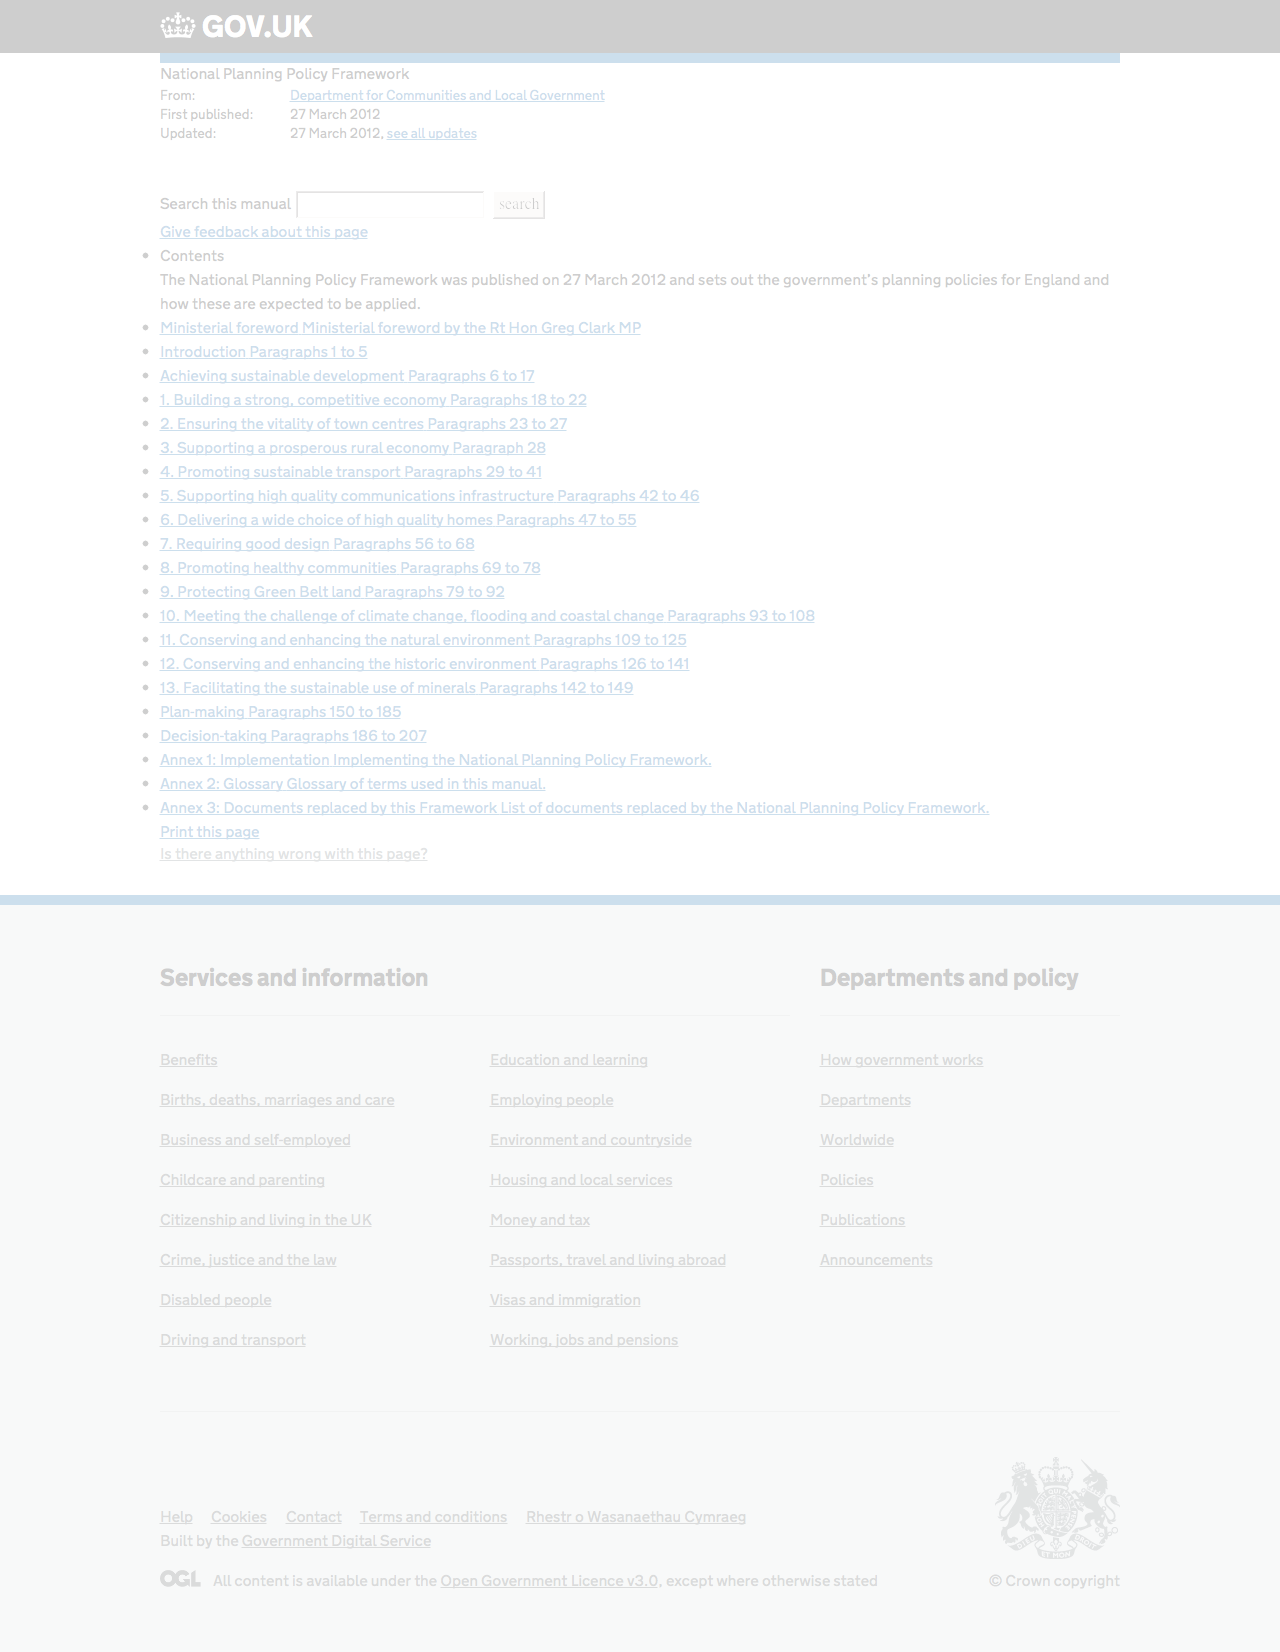 GOV.UK
National Planning Policy Framework
From: Department for Communities and Local Government
First published: 27 March 2012
Updated: 27 March 2012, see all updates
Search this manual search
Give feedback about this page
Contents
The National Planning Policy Framework was published on 27 March 2012 and sets out the government's planning policies for England and
how these are expected to be applied.
Ministerial foreword Ministerial foreword by the Rt Hon Greg Clark MP
Introduction Paragraphs 1 to 5
Achieving sustainable development Paragraphs 6 to 17
1. Building a strong, competitive economy Paragraphs 18 to 22
2. Ensuring the vitality of town centres Paragraphs 23 to 27
3. Supporting a prosperous rural economy Paragraph 28
4. Promoting sustainable transport Paragraphs 29 to 41
5. Supporting high quality communications infrastructure Paragraphs 42 to 46
6. Delivering a wide choice of high quality homes Paragraphs 47 to 55
7. Requiring good design Paragraphs 56 to 68
8. Promoting healthy communities Paragraphs 69 to 78
9. Protecting Green Belt land Paragraphs 79 to 92
10. Meeting the challenge of climate change, flooding and coastal change Paragraphs 93 to 108
11. Conserving and enhancing the natural environment Paragraphs 109 to 125
12. Conserving and enhancing the historic environment Paragraphs 126 to 141
13. Facilitating the sustainable use of minerals Paragraphs 142 to 149
Plan-making Paragraphs 150 to 185
Decision-taking Paragraphs 186 to 207
Annex 1: Implementation Implementing the National Planning Policy Framework.
Annex 2: Glossary Glossary of terms used in this manual.
Annex 3: Documents replaced by this Framework List of documents replaced by the National Planning Policy Framework.
Print this page
Is there anything wrong with this page?
Services and information
Benefits
Births, deaths, marriages and care
Business and self-employed
Childcare and parenting
Citizenship and living in the UK
Crime, justice and the law
Disabled people
Driving and transport
Education and learning
Employing people
Environment and countryside
Housing and local services
Money and tax
Passports, travel and living abroad
Visas and immigration
Working, jobs and pensions
Departments and policy
How government works
Departments
Worldwide
Policies
Publications
Announcements
Help Cookies Contact Terms and conditions Rhestr o Wasanaethau Cymraeg
Built by the Government Digital Service
OGL All content is available under the Open Government Licence v3.0, except where otherwise stated
© Crown copyright